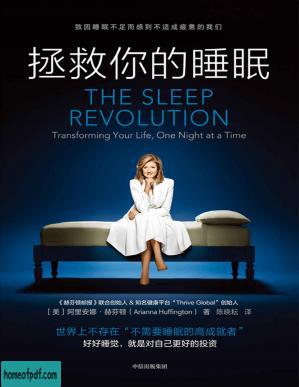 致因睡眠不足而感到不适或疲惫的我们
拯救你的睡眠
THE SLEEP
REVOLUTION
Transforming Your Life, One Night at a Time
《赫芬顿邮报》联合创始人 & 知名健康平台“Thrive Global”创始人
[美] 阿里安娜·赫芬顿 (Arianna Huffington) 著 陈晓耘 译
世界上不存在“不需要睡眠的高成就者”
好好睡觉，就是对自己更好的投资
中信出版集团
homeofpdf.com